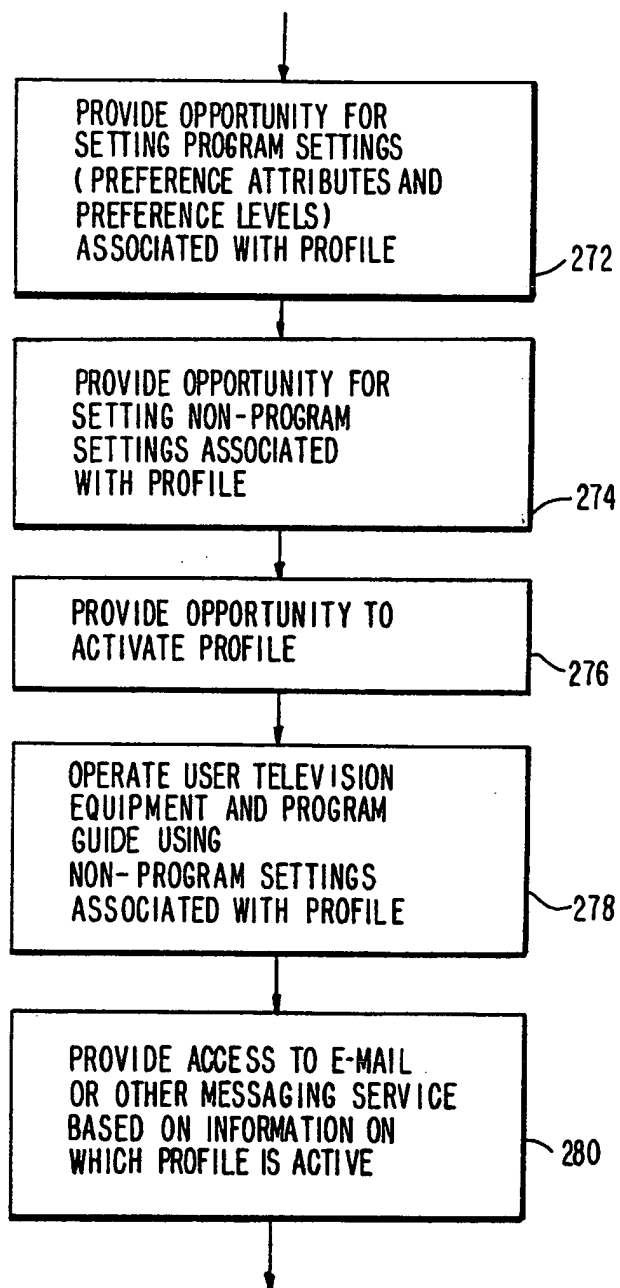 PROVIDE OPPORTUNITY FOR
SETTING PROGRAM SETTINGS
(PREFERENCE ATTRIBUTES AND
PREFERENCE LEVELS)
ASSOCIATED WITH PROFILE
272
PROVIDE OPPORTUNITY FOR
SETTING NON-PROGRAM
SETTINGS ASSOCIATED
WITH PROFILE
274
PROVIDE OPPORTUNITY TO
ACTIVATE PROFILE
276
OPERATE USER TELEVISION
EQUIPMENT AND PROGRAM
GUIDE USING
NON-PROGRAM SETTINGS
ASSOCIATED WITH PROFILE
278
PROVIDE ACCESS TO E-MAIL
OR OTHER MESSAGING SERVICE
BASED ON INFORMATION ON
WHICH PROFILE IS ACTIVE
280